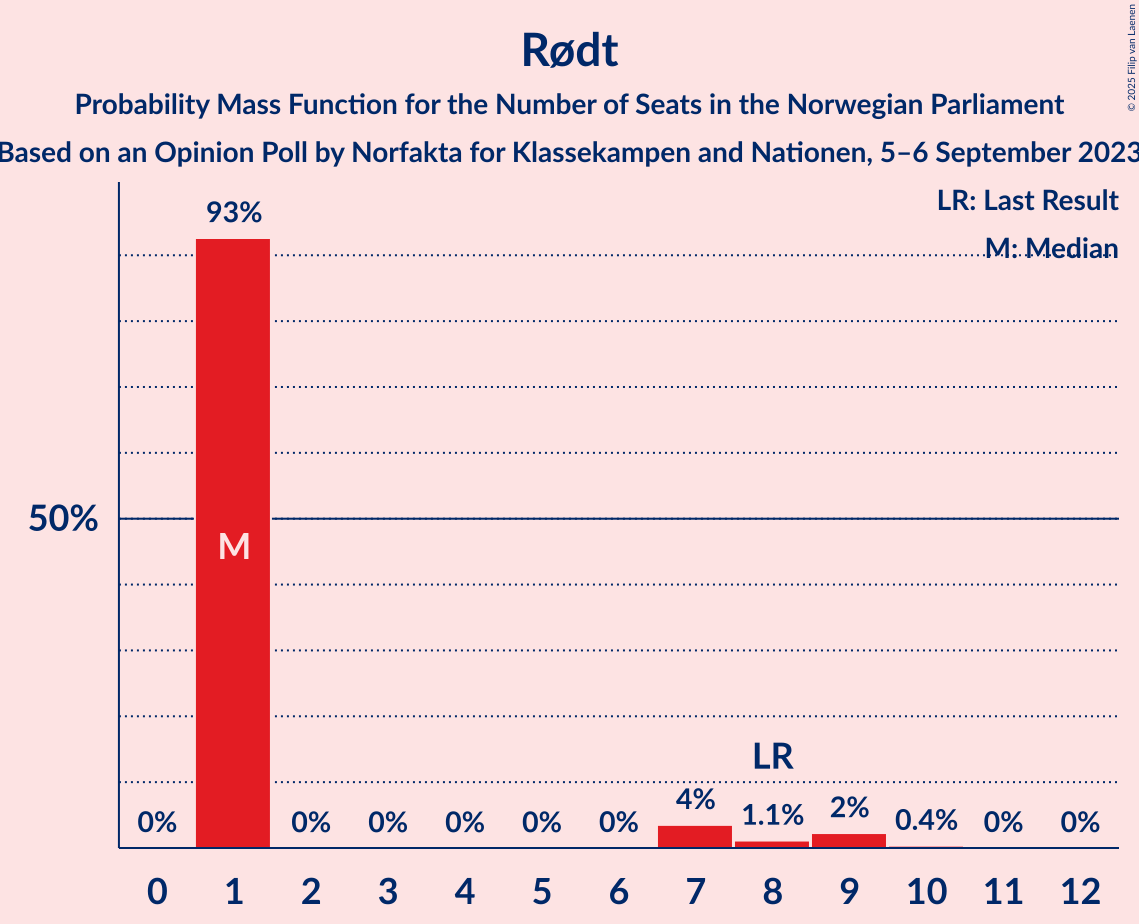 Rødt
Probability Mass Function for the Number of Seats in the Norwegian Parliament
Based on an Opinion Poll by Norfakta for Klassekampen and Nationen, 5–6 September 2023
© 2025 Filip van Laenen
LR: Last Result
M: Median
93%
50%
M
LR
0%
0%
0%
0%
0%
0%
4%
1.1%
2%
0.4%
0%
0%
0 1 2 3 4 5 6 7 8 9 10 11 12